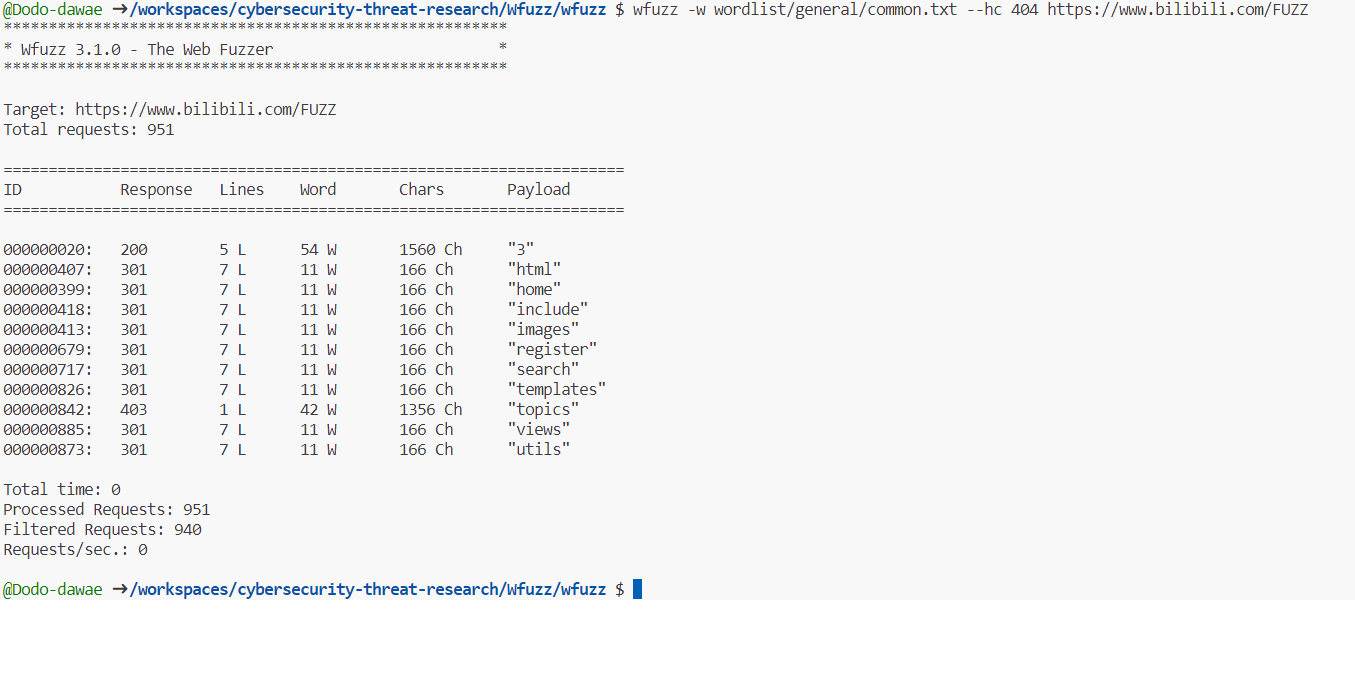 @Dodo-dawae →/workspaces/cybersecurity-threat-research/Wfuzz/wfuzz $ wfuzz -w wordlist/general/common.txt --hc 404 https://www.bilibili.com/FUZZ
********************************************************
* Wfuzz 3.1.0 - The Web Fuzzer                         *
********************************************************
Target: https://www.bilibili.com/FUZZ
Total requests: 951
=====================================================================
ID           Response   Lines    Word       Chars       Payload
=====================================================================
000000020:   200        5 L      54 W       1560 Ch     "3"
000000407:   301        7 L      11 W       166 Ch      "html"
000000399:   301        7 L      11 W       166 Ch      "home"
000000418:   301        7 L      11 W       166 Ch      "include"
000000413:   301        7 L      11 W       166 Ch      "images"
000000679:   301        7 L      11 W       166 Ch      "register"
000000717:   301        7 L      11 W       166 Ch      "search"
000000826:   301        7 L      11 W       166 Ch      "templates"
000000842:   403        1 L      42 W       1356 Ch     "topics"
000000885:   301        7 L      11 W       166 Ch      "views"
000000873:   301        7 L      11 W       166 Ch      "utils"
Total time: 0
Processed Requests: 951
Filtered Requests: 940
Requests/sec.: 0
@Dodo-dawae →/workspaces/cybersecurity-threat-research/Wfuzz/wfuzz $